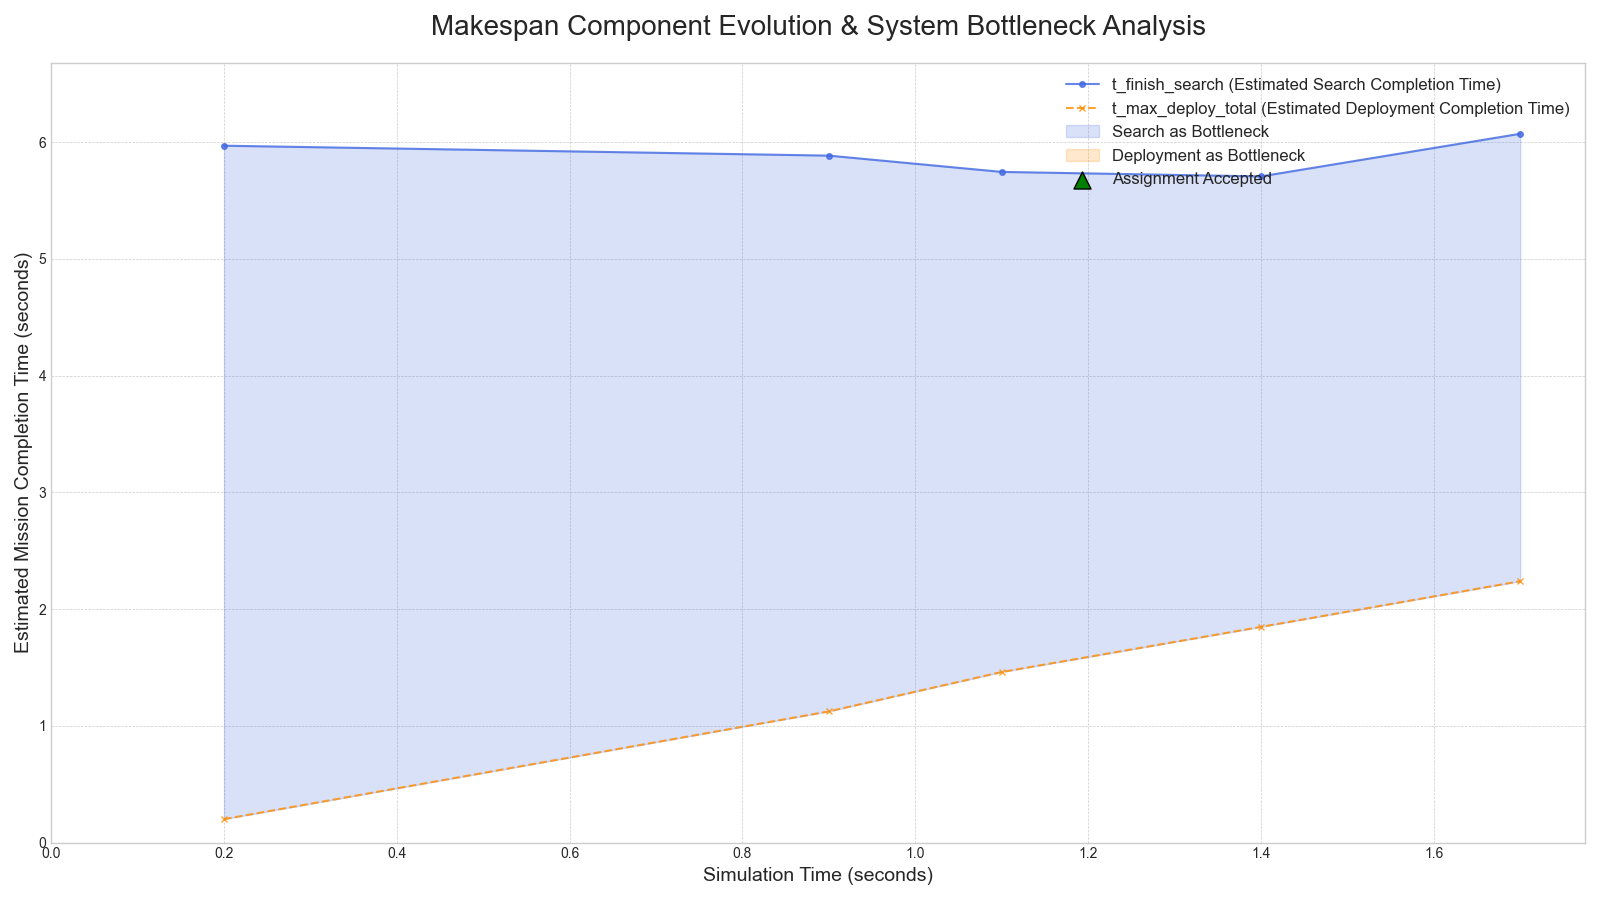 Makespan Component Evolution & System Bottleneck Analysis
t_finish_search (Estimated Search Completion Time)
t_max_deploy_total (Estimated Deployment Completion Time)
Search as Bottleneck
Deployment as Bottleneck
Assignment Accepted
Estimated Mission Completion Time (seconds)
6
5
4
3
2
1
0
0.0 0.2 0.4 0.6 0.8 1.0 1.2 1.4 1.6
Simulation Time (seconds)